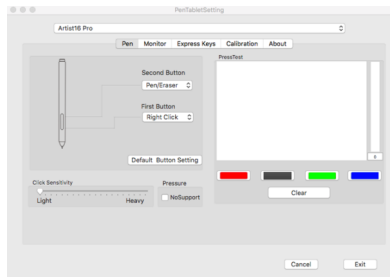 PenTabletSetting
Artist16 Pro
Pen Monitor Express Keys Calibration About
PressTest
Second Button
Pen/Eraser
First Button
Right Click
Default Button Setting
Click Sensitivity
Light Heavy
Pressure
NoSupport
Clear
Cancel Exit